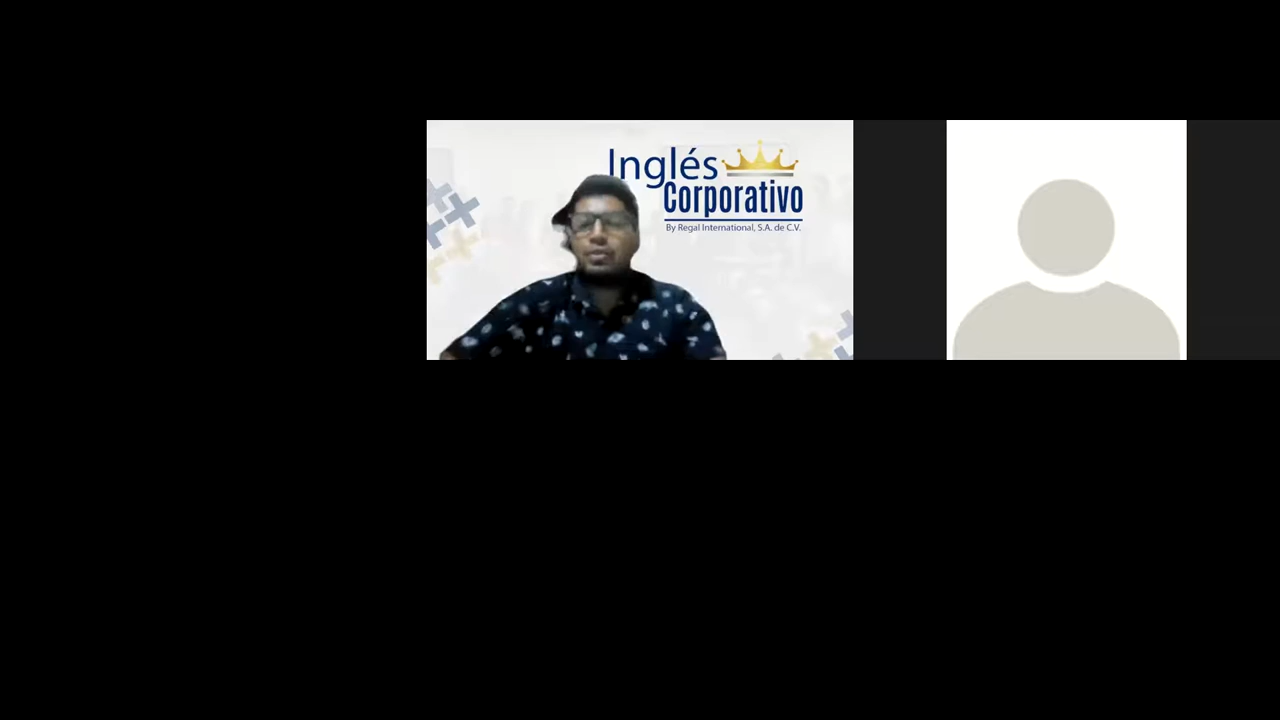 Inglés
Corporativo
By Regal International, S.A. de C.V.